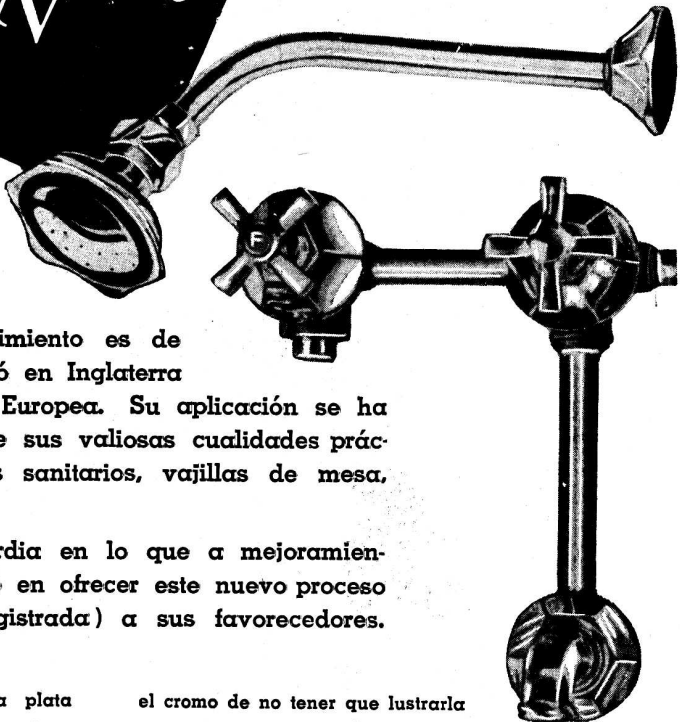 N
F
imiento es de
ó en Inglaterra
Europea. Su aplicación se ha
e sus valiosas cualidades prác-
s sanitarios, vajillas de mesa,
rdia en lo que a mejoramien-
en ofrecer este nuevo proceso
gistrada) a sus favorecedores.
a plata el cromo de no tener que lustrarla